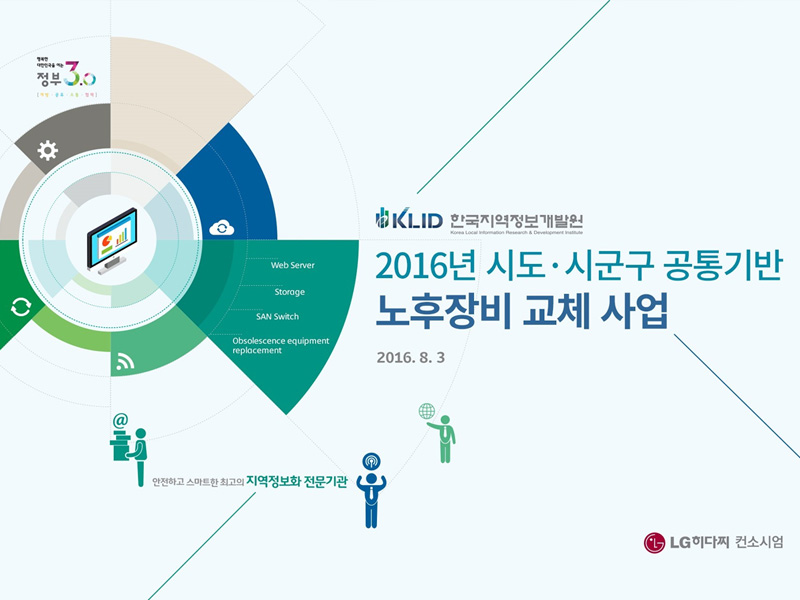 행복한
대한민국을 여는
정부3.0
KLID 한국지역정보개발원
Korea Local Information Research & Development Institute
2016년 시도·시군구 공통기반
노후장비 교체 사업
2016. 8. 3
Web Server
Storage
SAN Switch
Obsolescence equipment
replacement
@
안전하고 스마트한 최고의 지역정보화 전문기관
LG히다찌 컨소시엄